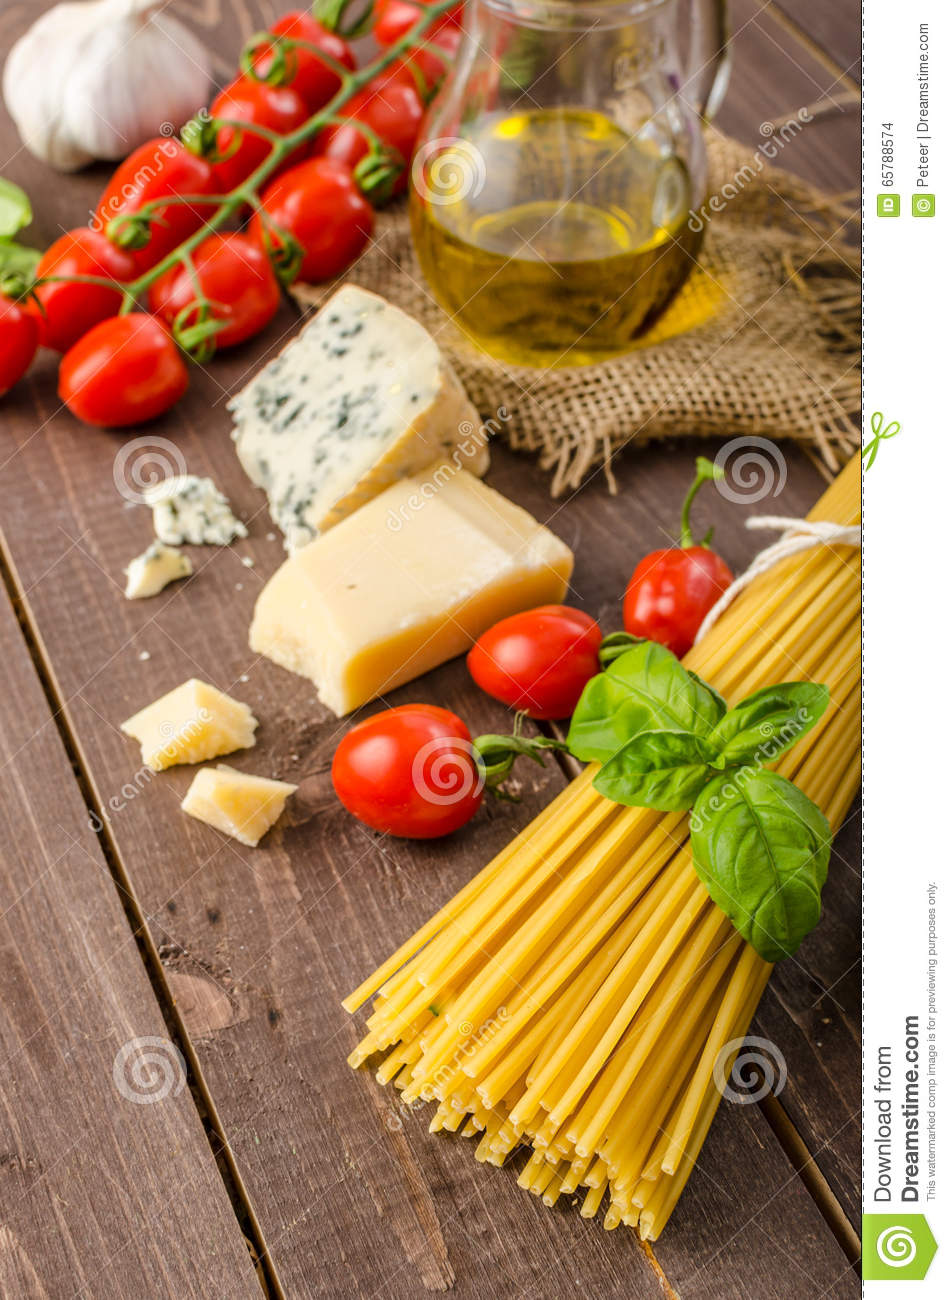 dreamstime
dreamstime
dreamstime
dreamstime
dreamstime
dreamstime
dreamstime
ID 65788574
© Peteer | Dreamstime.com
Download from
Dreamstime.com
This watermarked comp image is for previewing purposes only.